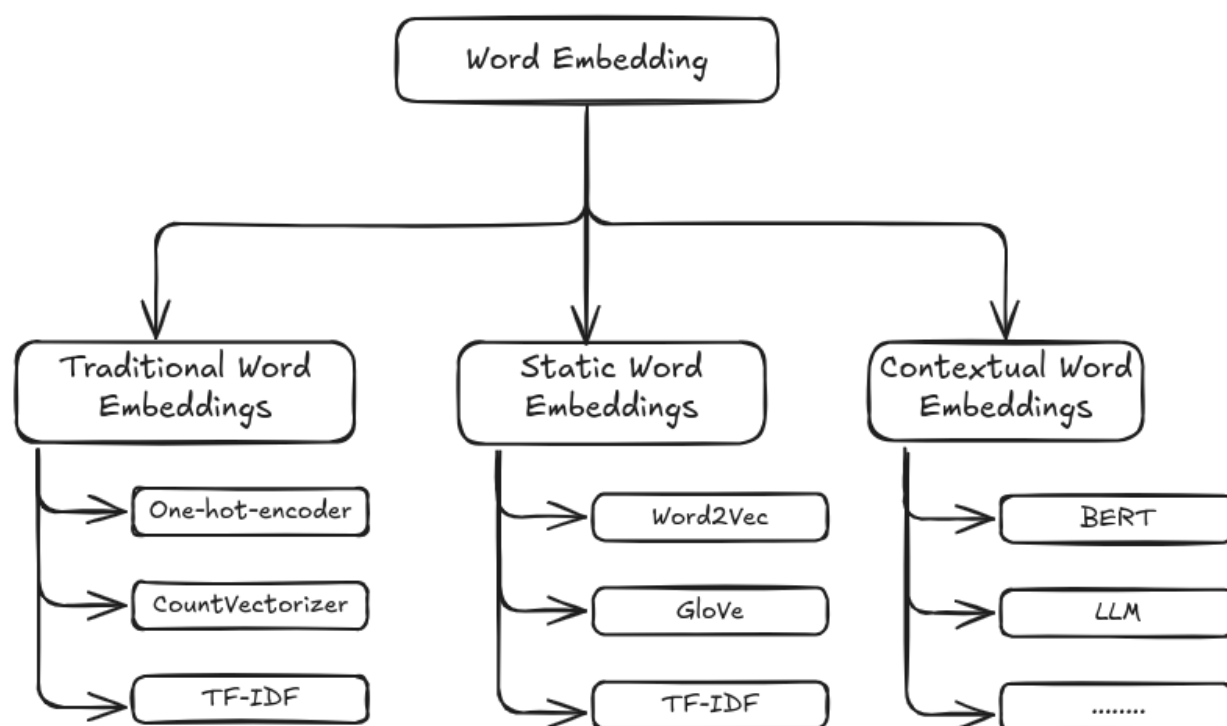 Word Embedding
Traditional Word
Embeddings
Static Word
Embeddings
Contextual Word
Embeddings
One-hot-encoder
CountVectorizer
TF-IDF
Word2Vec
GloVe
TF-IDF
BERT
LLM
........